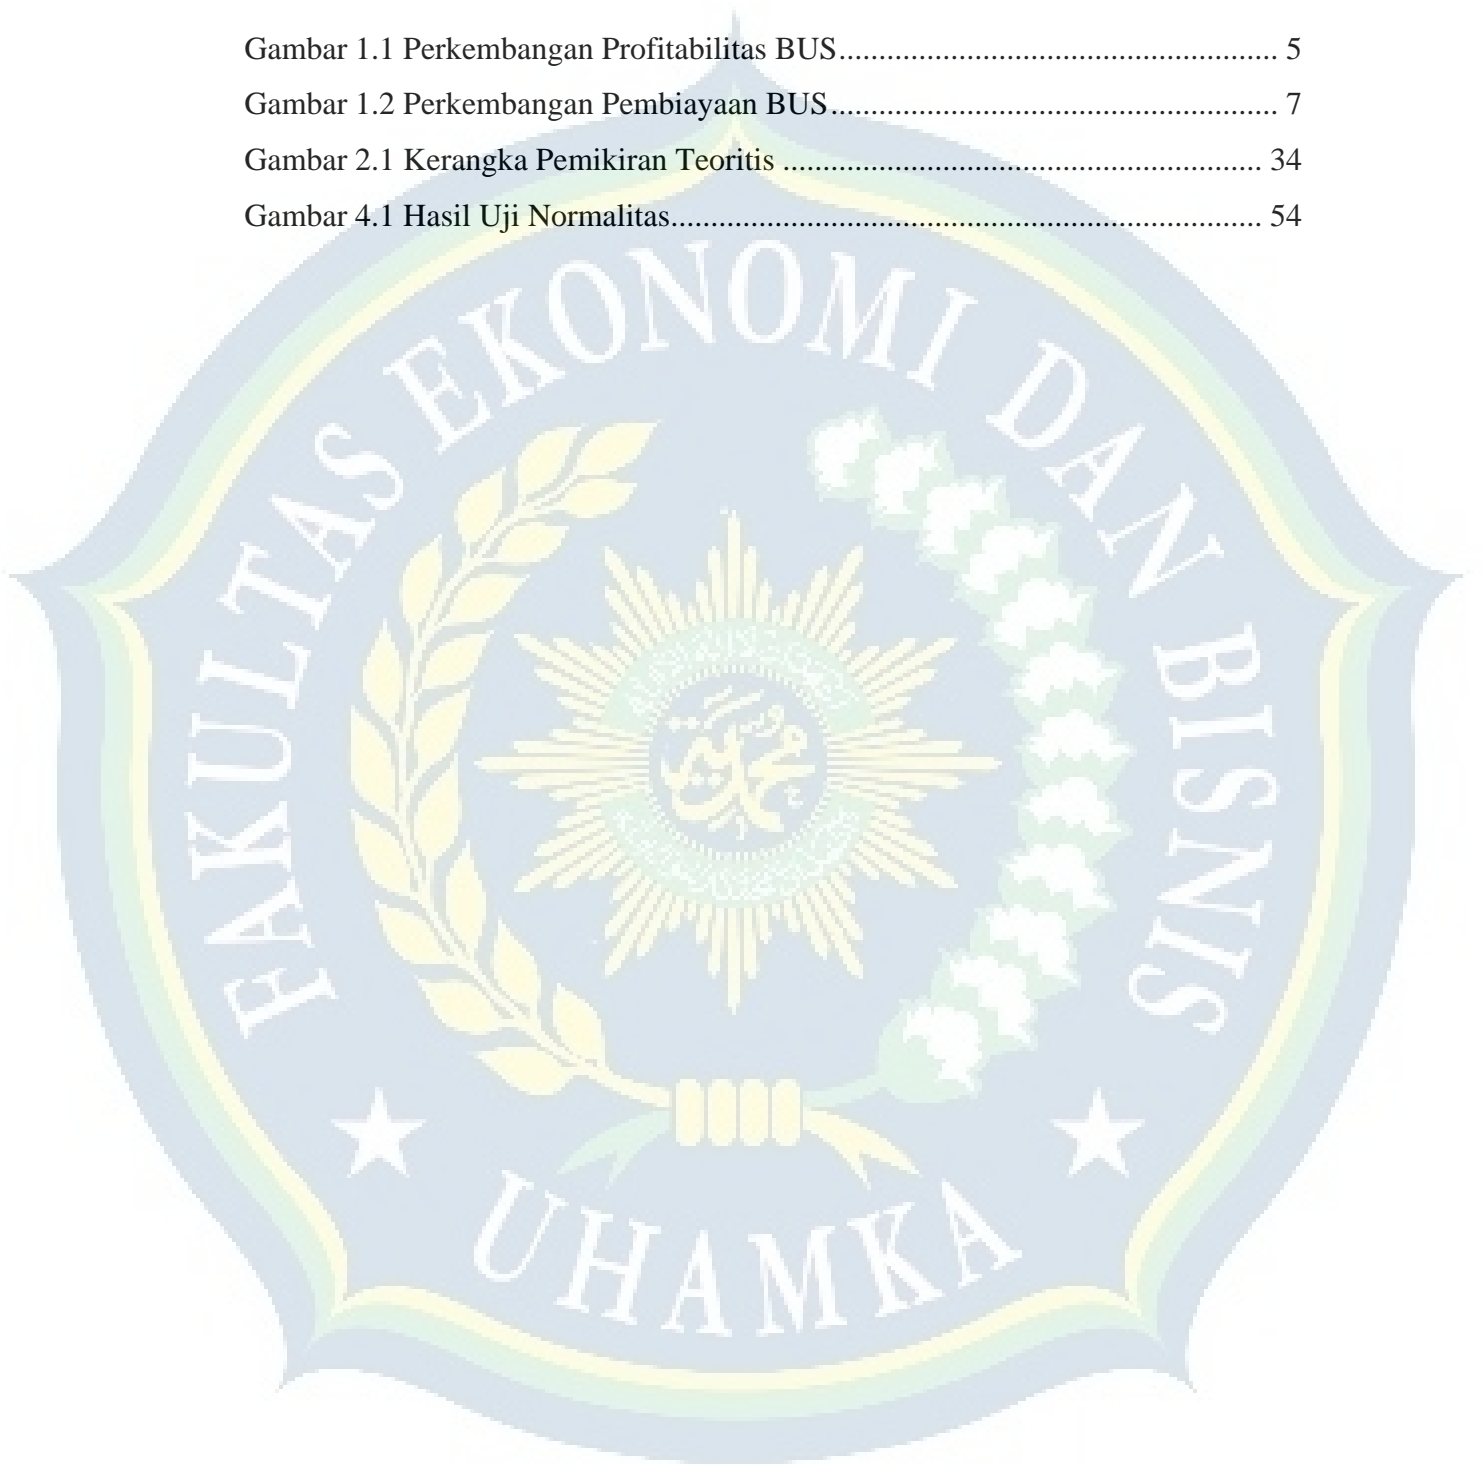 Gambar 1.1 Perkembangan Profitabilitas BUS....................................................... 5
Gambar 1.2 Perkembangan Pembiayaan BUS........................................................ 7
Gambar 2.1 Kerangka Pemikiran Teoritis ............................................................ 34
Gambar 4.1 Hasil Uji Normalitas.......................................................................... 54
FAKULTAS EKONOMI DAN BISNIS
UHAMKA